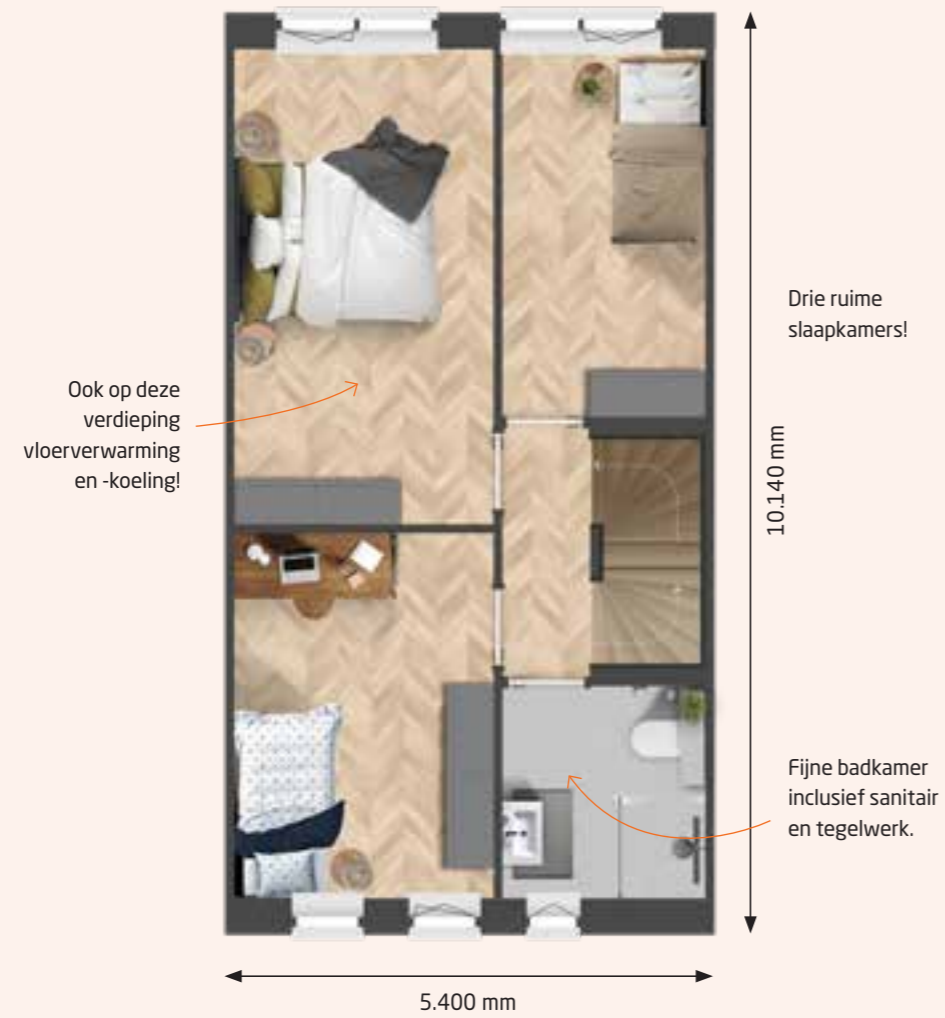 Drie ruime
slaapkamers!
Ook op deze
verdieping
vloerverwarming
en -koeling!
10.140 mm
Fijne badkamer
inclusief sanitair
en tegelwerk.
5.400 mm